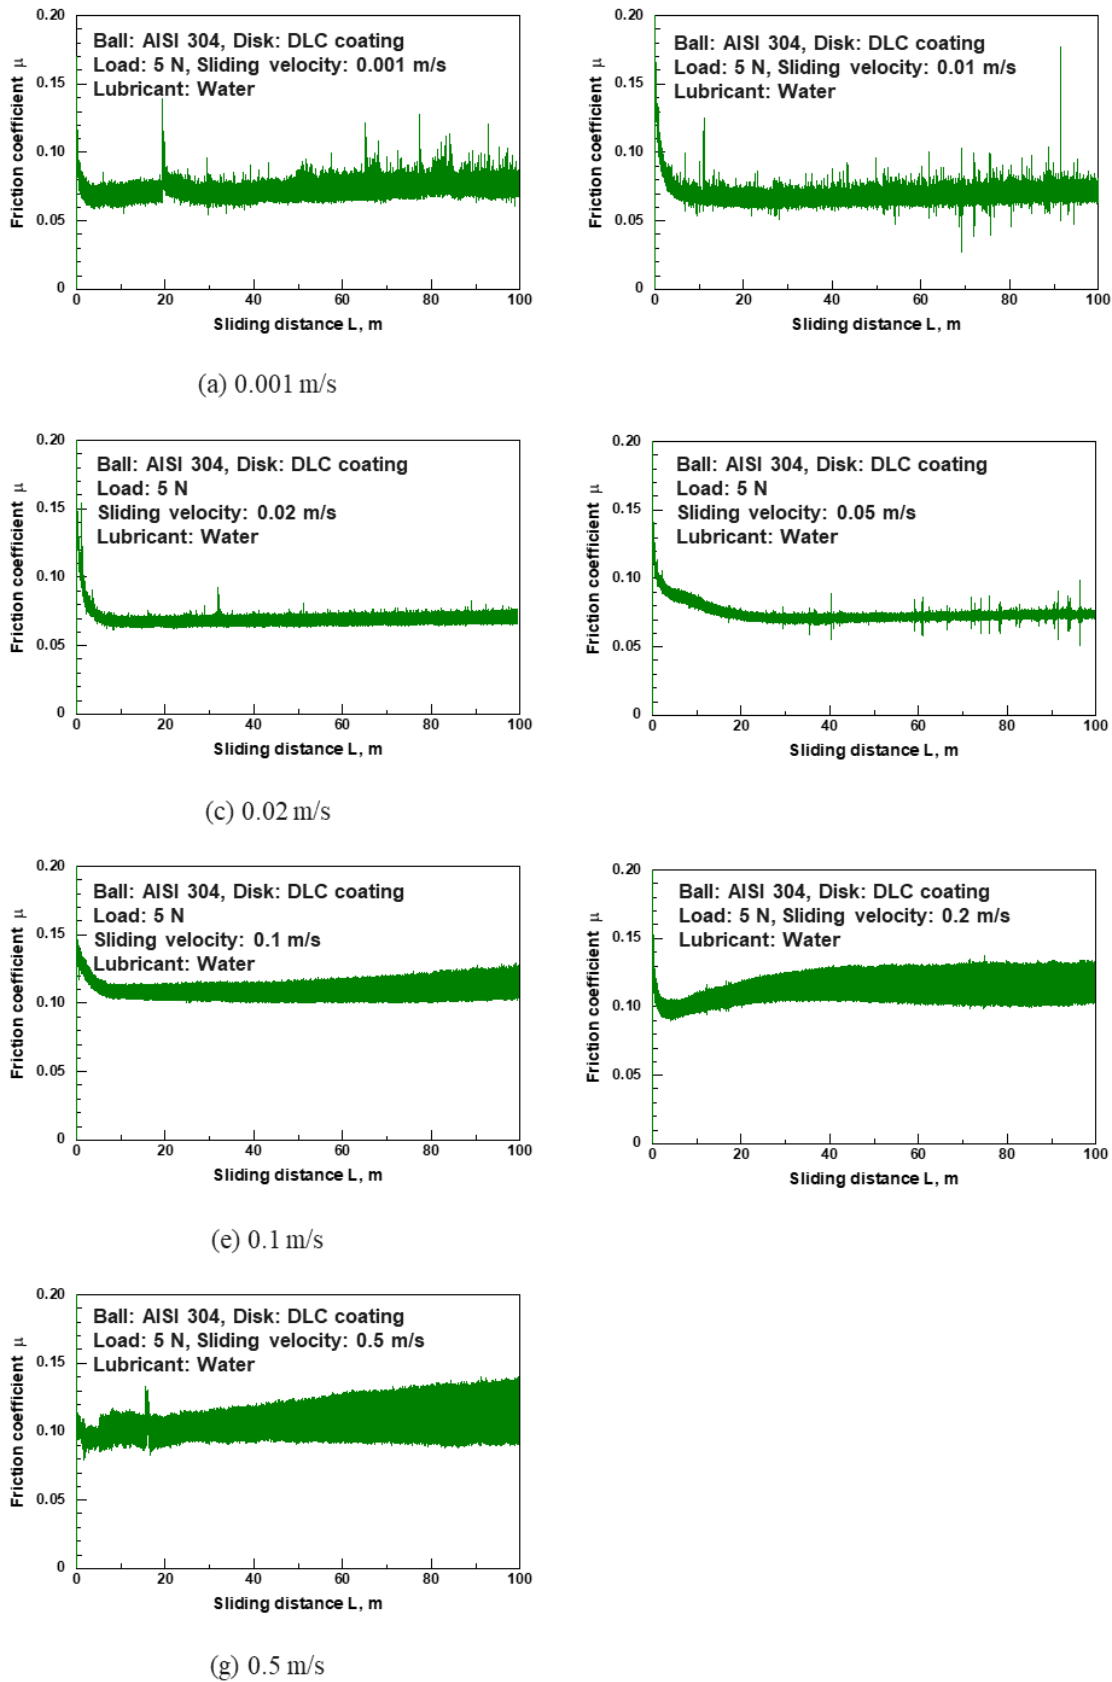 0.20
0.15
0.10
0.05
0
Friction coefficient μ
Ball: AISI 304, Disk: DLC coating
Load: 5 N, Sliding velocity: 0.001 m/s
Lubricant: Water
0 20 40 60 80 100
Sliding distance L, m
(a) 0.001 m/s
0.20
0.15
0.10
0.05
0
Friction coefficient μ
Ball: AISI 304, Disk: DLC coating
Load: 5 N, Sliding velocity: 0.01 m/s
Lubricant: Water
0 20 40 60 80 100
Sliding distance L, m
0.20
0.15
0.10
0.05
0
Friction coefficient μ
Ball: AISI 304, Disk: DLC coating
Load: 5 N
Sliding velocity: 0.02 m/s
Lubricant: Water
0 20 40 60 80 100
Sliding distance L, m
(c) 0.02 m/s
0.20
0.15
0.10
0.05
0
Friction coefficient μ
Ball: AISI 304, Disk: DLC coating
Load: 5 N
Sliding velocity: 0.05 m/s
Lubricant: Water
0 20 40 60 80 100
Sliding distance L, m
0.20
0.15
0.10
0.05
0
Friction coefficient μ
Ball: AISI 304, Disk: DLC coating
Load: 5 N
Sliding velocity: 0.1 m/s
Lubricant: Water
0 20 40 60 80 100
Sliding distance L, m
(e) 0.1 m/s
0.20
0.15
0.10
0.05
0
Friction coefficient μ
Ball: AISI 304, Disk: DLC coating
Load: 5 N, Sliding velocity: 0.2 m/s
Lubricant: Water
0 20 40 60 80 100
Sliding distance L, m
0.20
0.15
0.10
0.05
0
Friction coefficient μ
Ball: AISI 304, Disk: DLC coating
Load: 5 N, Sliding velocity: 0.5 m/s
Lubricant: Water
0 20 40 60 80 100
Sliding distance L, m
(g) 0.5 m/s